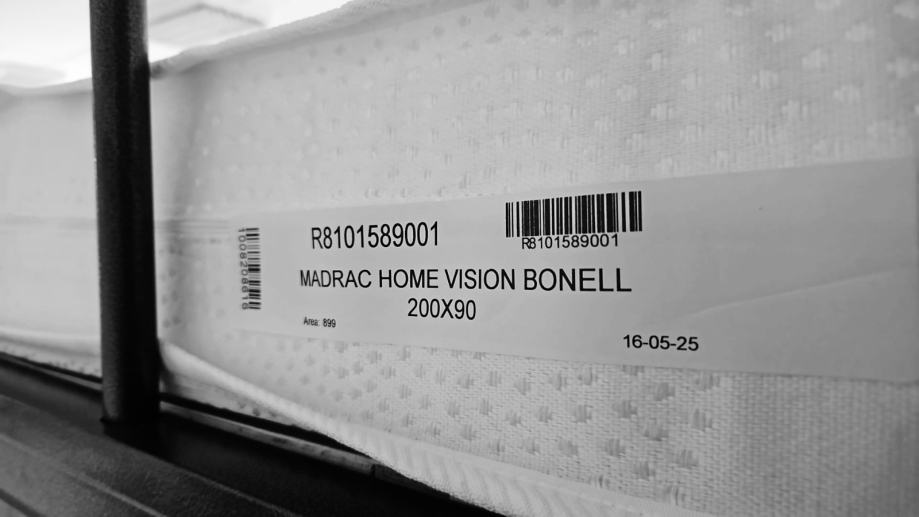 R8101589001
R8101589001
MADRAC HOME VISION BONELL
200X90
Area: 899
16-05-25